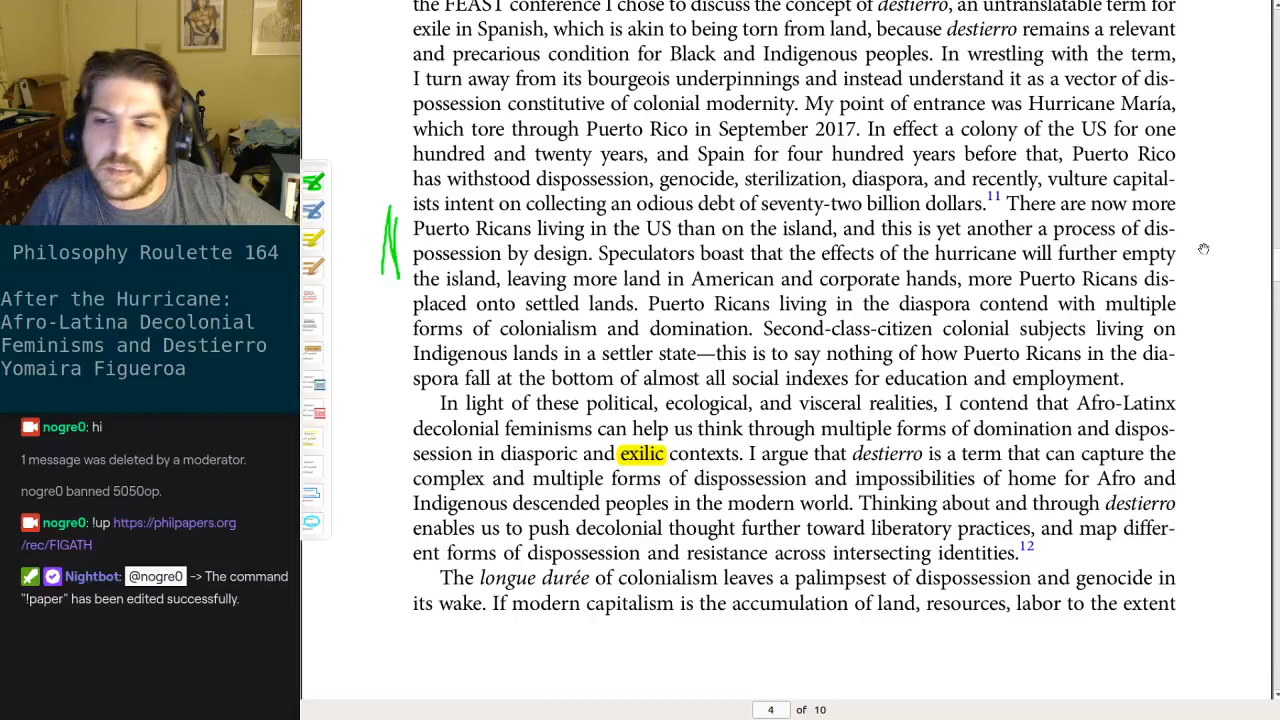 Philosophy Roulette 164
After the Hurricane:
Afro-Latina Decolonial
Feminisms and Destierro
Yomaira Figueroa
nogre0: hi
1 message was deleted by a moderator.
nogre0 banned 5050op.
nogre0: !up https://philpapers.org
/rec/FIGATH
Nightbot: @nogre0 -> The command
"!paper" has been edited successfully.
the FEAST conference I chose to discuss the concept of destierro, an untranslatable term for
exile in Spanish, which is akin to being torn from land, because destierro remains a relevant
and precarious condition for Black and Indigenous peoples. In wrestling with the term,
I turn away from its bourgeois underpinnings and instead understand it as a vector of dis-
possession constitutive of colonial modernity. My point of entrance was Hurricane María,
which tore through Puerto Rico in September 2017. In effect a colony of the US for one
hundred and twenty years, and Spain for four hundred years before that, Puerto Rico
has withstood dispossession, genocide, sterilization, diaspora, and recently, vulture capital-
ists intent on collecting an odious debt of seventy-two billion dollars.11 There are now more
Puerto Ricans living in the US than on the island, and this is yet another a process of dis-
possession by design. Speculators believe that the effects of the hurricane will further empty
the island leaving more land in American and corporate hands, and more Puerto Ricans dis-
placed onto stolen lands. Puerto Ricans living in the diaspora contend with multiple
forms of colonization and domination as second-class-citizen colonial subjects living on
Indigenous lands in settler nation-states and contending with how Puerto Ricans in the dia-
spora fare at the bottom of almost all social indices for education and employment.
In light of these political, ecological, and violent realities, I contend that Afro-Latinx
decolonial feminisms can help us think through multiple forms of domination and dispos-
session in diasporic and exilic contexts. I argue that destierro is a term that can capture the
complex and multiple forms of dispossession and impossibilities of home for Afro and
Indigenous descended peoples in the modern world. Thinking about and through destierro
enables us to push decolonial thought further toward liberatory practices, and map differ-
ent forms of dispossession and resistance across intersecting identities.12
The longue durée of colonialism leaves a palimpsest of dispossession and genocide in
its wake. If modern capitalism is the accumulation of land, resources, labor to the extent
4 of 10